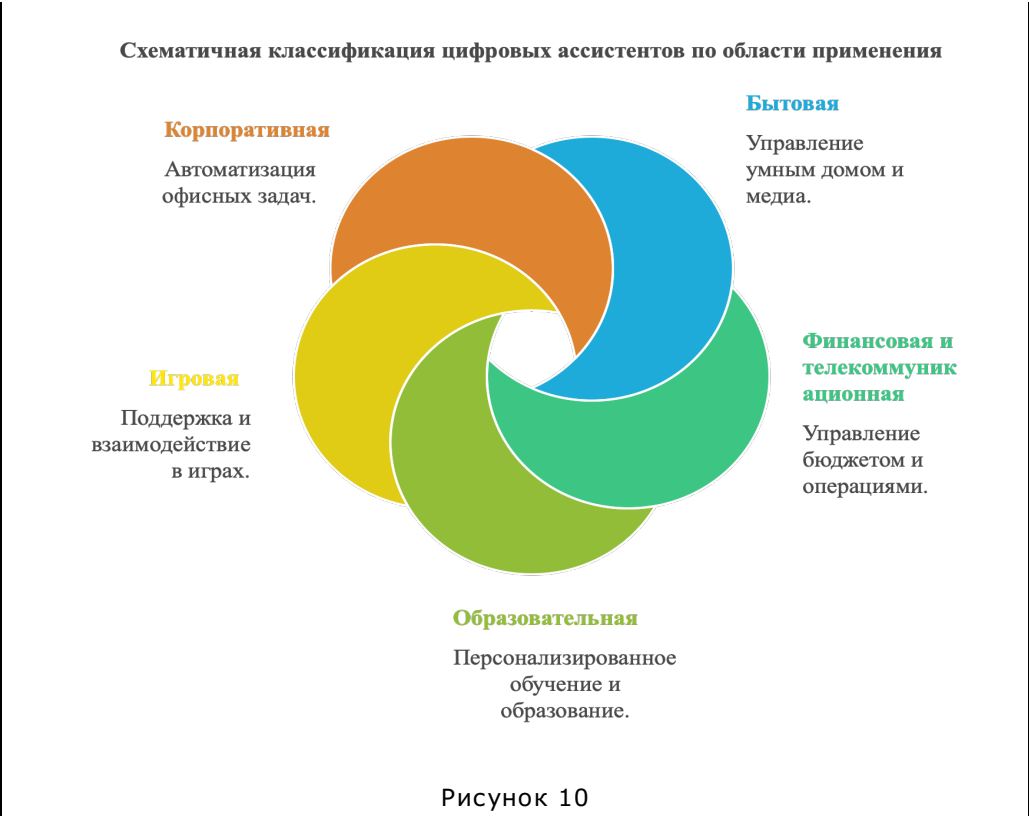 Схематичная классификация цифровых ассистентов по области применения
Корпоративная
Автоматизация
офисных задач.
Бытовая
Управление
умным домом и
медиа.
Финансовая и
телекоммуник
ационная
Управление
бюджетом и
операциями.
Игровая
Поддержка и
взаимодействие
в играх.
Образовательная
Персонализированное
обучение и
образование.
Рисунок 10